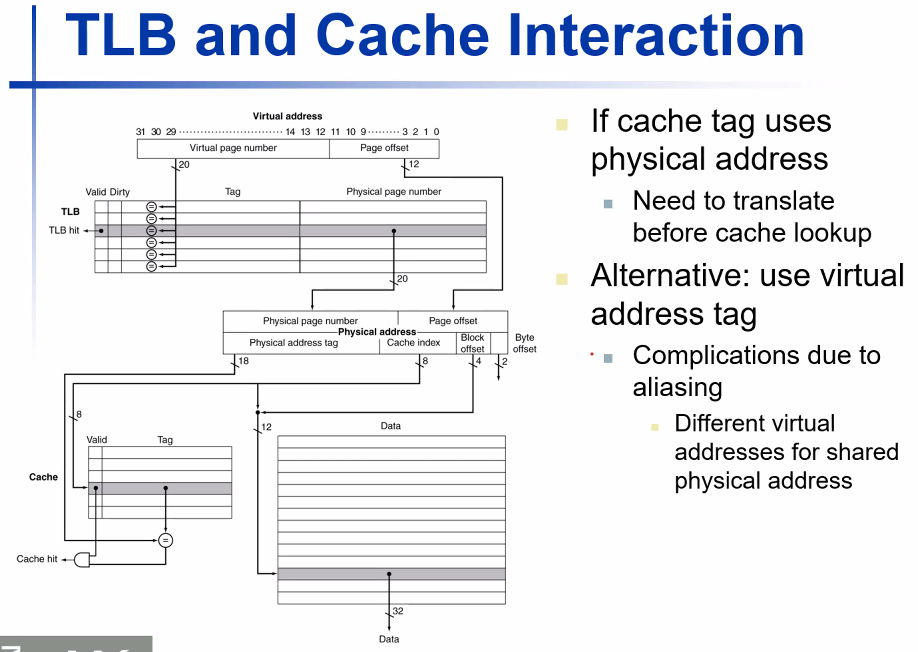 TLB and Cache Interaction
Virtual address
31 30 29 ····························· 14 13 12 11 10 9 ········· 3 2 1 0
Virtual page number Page offset
20 12
Valid Dirty Tag Physical page number
TLB
TLB hit
=
=
=
=
=
=
20
Physical page number Page offset
Physical address
Physical address tag Cache index Block offset Byte offset
18 8 4 2
8
12 Data
Valid Tag
Cache
=
Cache hit
32
Data
If cache tag uses
physical address
Need to translate
before cache lookup
Alternative: use virtual
address tag
Complications due to
aliasing
Different virtual
addresses for shared
physical address